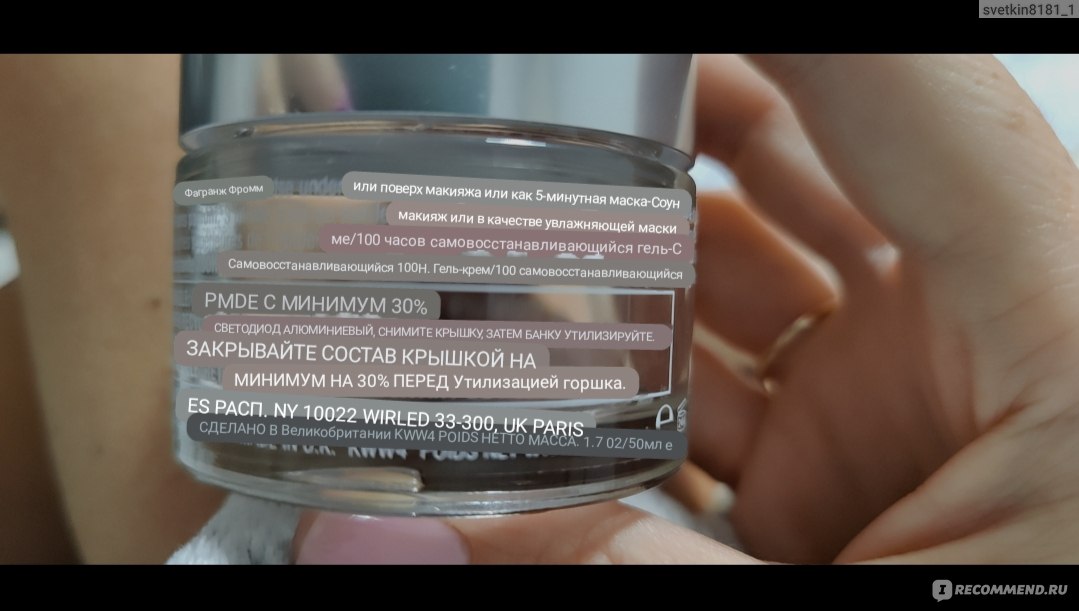 svetkin8181_1
Фагранж Фромм
или поверх макияжа или как 5-минутная маска-Соун
макияж или в качестве увлажняющей маски
ме/100 часов самовосстанавливающийся гель-С
Самовосстанавливающийся 100Н. Гель-крем/100 самовосстанавливающийся
PMDE С МИНИМУМ 30%
СВЕТОДИОД АЛЮМИНИЕВЫЙ, СНИМИТЕ КРЫШКУ, ЗАТЕМ БАНКУ УТИЛИЗИРУЙТЕ.
ЗАКРЫВАЙТЕ СОСТАВ КРЫШКОЙ НА
МИНИМУМ НА 30% ПЕРЕД Утилизацией горшка.
ES РАСП. NY 10022 WIRLED 33-300, UK PARIS
СДЕЛАНО В Великобритании KWW4 POIDS НЕТТО МАССА. 1.7 02/50мл e
KWW4 POIDS
IRECOMMEND.RU